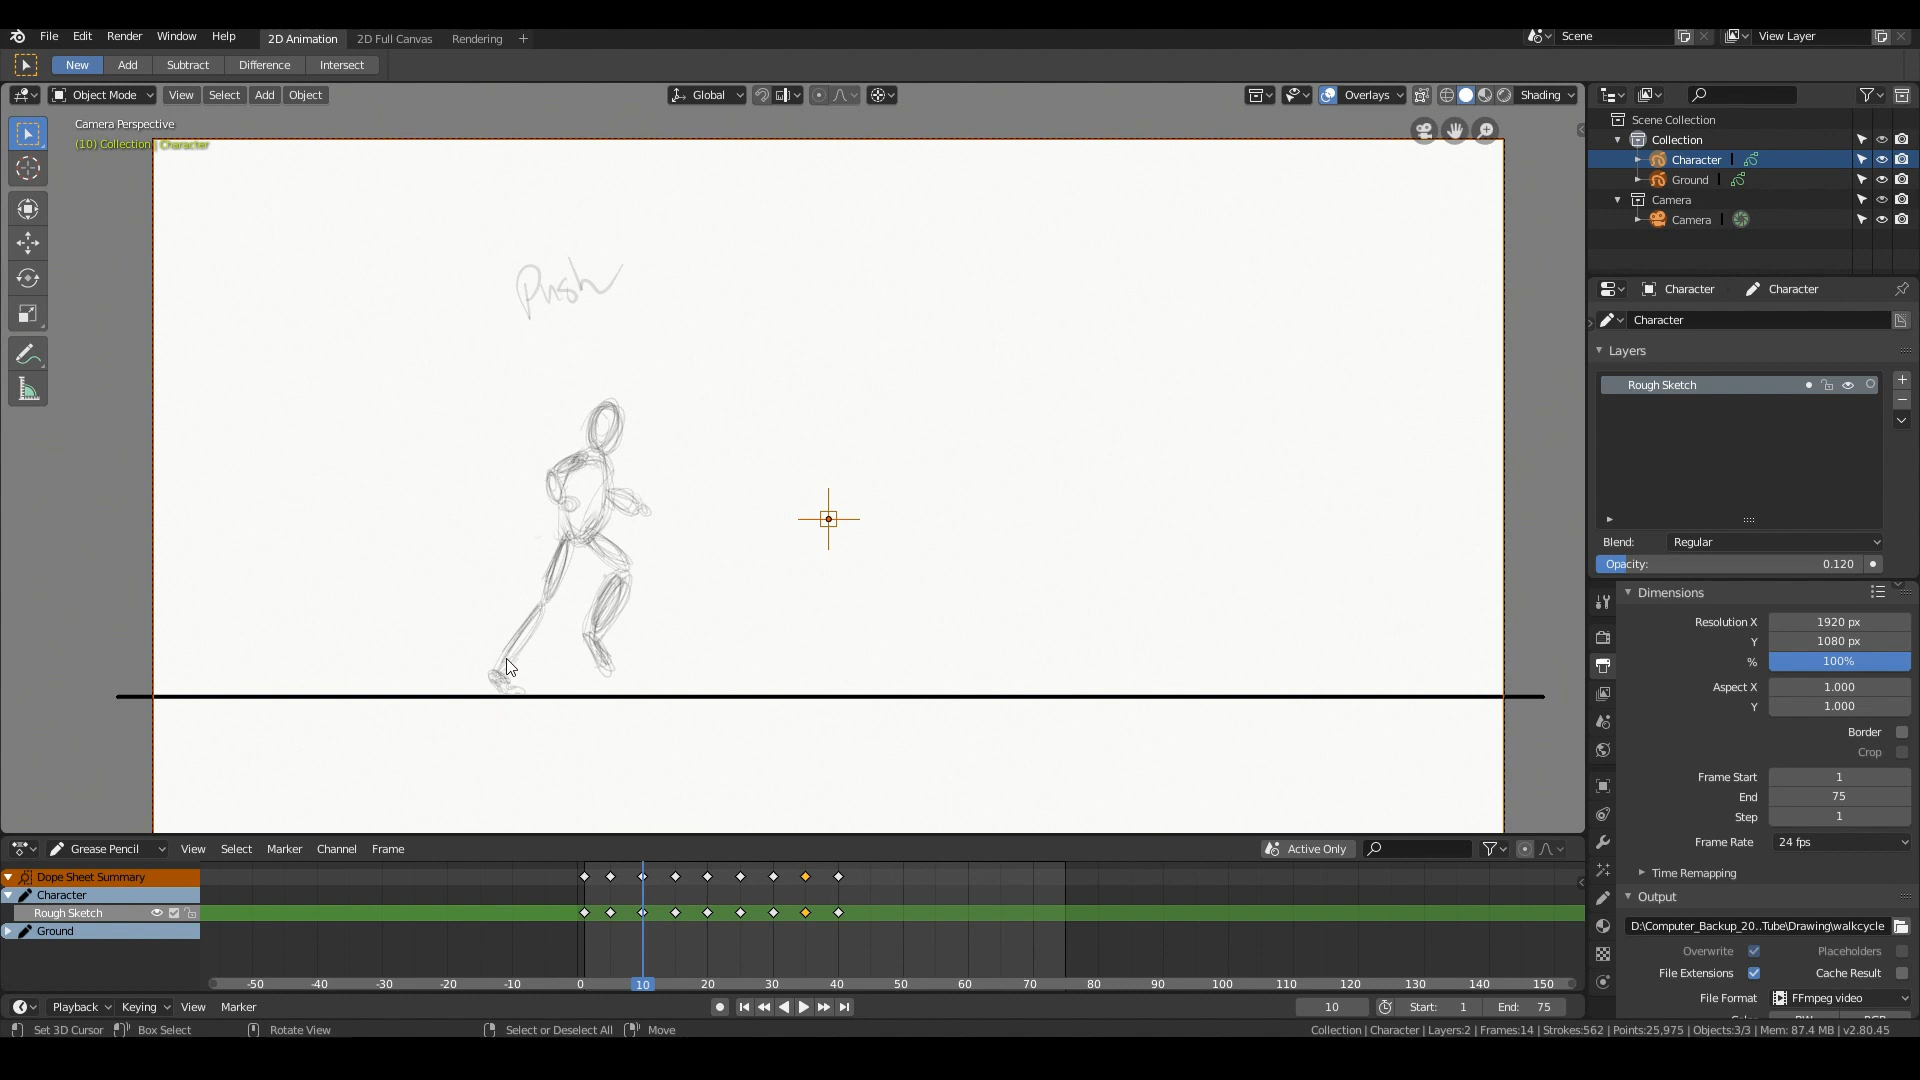 File Edit Render Window Help 2D Animation 2D Full Canvas Rendering + Scene View Layer
New Add Subtract Difference Intersect
Object Mode View Select Add Object Global Overlays Shading
Camera Perspective
(10) Collection | Character
Push
Scene Collection
Collection
Character
Ground
Camera
Camera
Character Character
Character
Layers
Rough Sketch
Blend: Regular
Opacity: 0.120
Dimensions
Resolution X 1920 px
Y 1080 px
% 100%
Aspect X 1.000
Y 1.000
Border
Crop
Frame Start 1
End 75
Step 1
Frame Rate 24 fps
Time Remapping
Output
D:\Computer_Backup_20..Tube\Drawing\walkcycle
Overwrite Placeholders
File Extensions Cache Result
File Format FFmpeg video
Grease Pencil View Select Marker Channel Frame Active Only
Dope Sheet Summary
Character
Rough Sketch
Ground
-50 -40 -30 -20 -10 0 10 20 30 40 50 60 70 80 90 100 110 120 130 140 150
Playback Keying View Marker 10 Start: 1 End: 75
Set 3D Cursor Box Select Rotate View Select or Deselect All Move Collection | Character | Layers:2 | Frames:14 | Strokes:562 | Points:25,975 | Objects:3/3 | Mem: 87.4 MB | v2.80.45